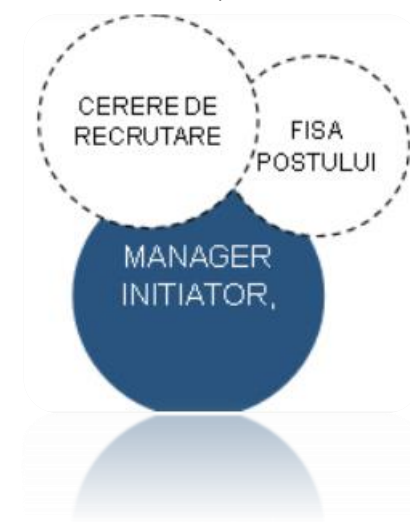 CERERE DE
RECRUTARE
FISA
POSTULUI
MANAGER
INITIATOR,